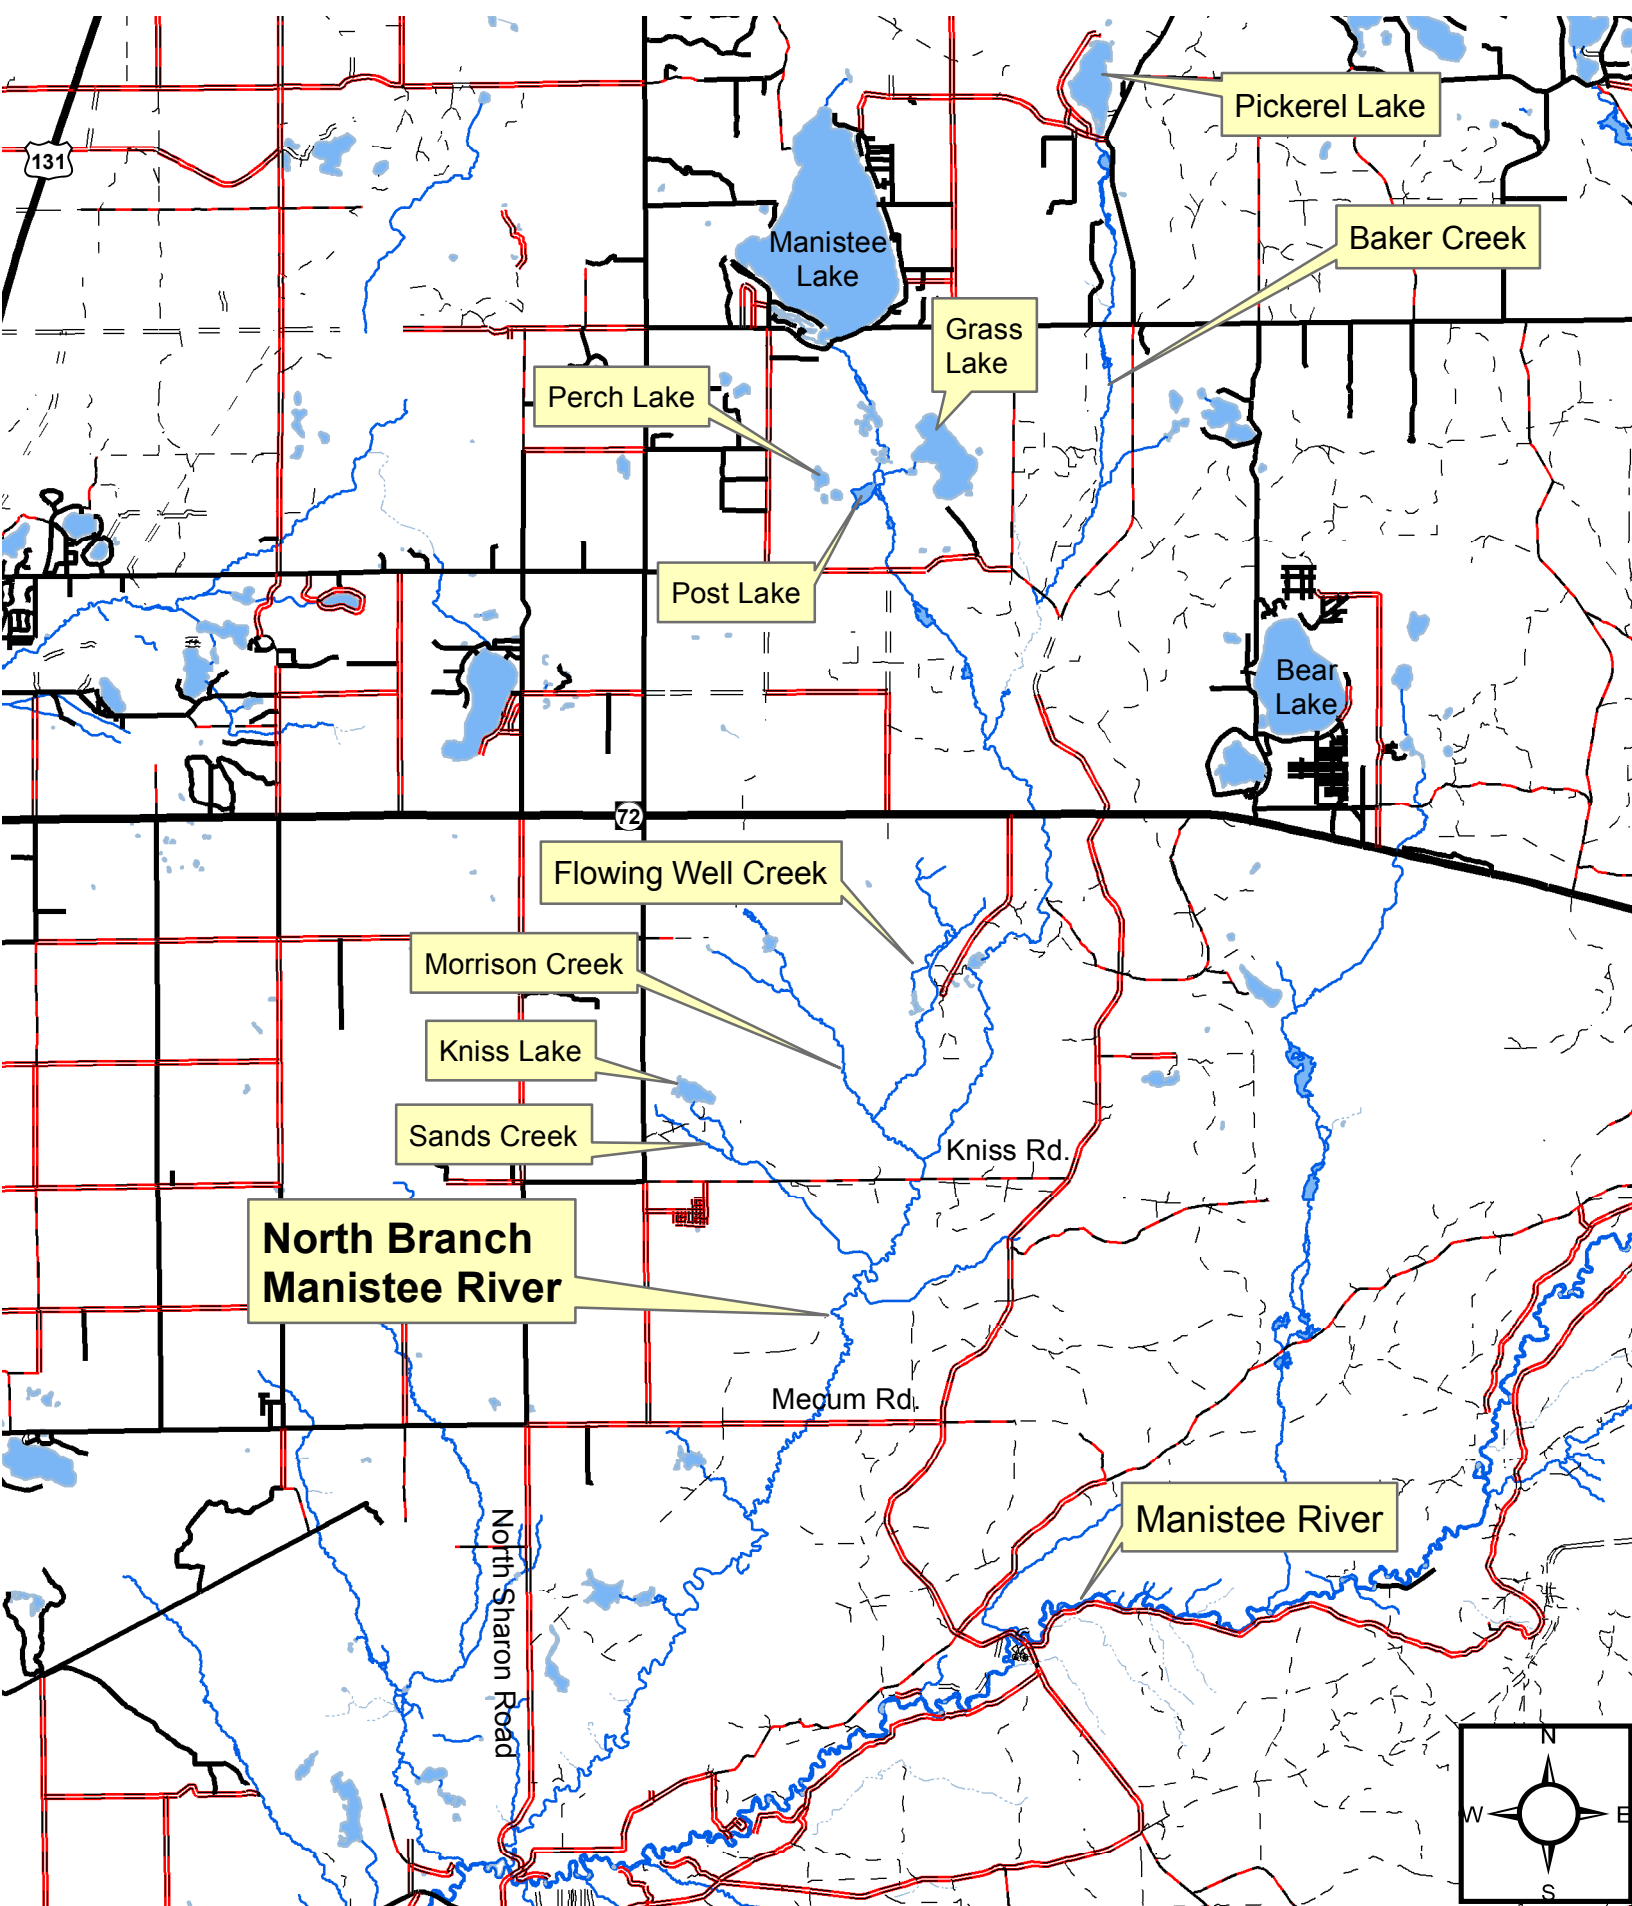 Pickerel Lake
131
Baker Creek
Manistee
Lake
Grass
Lake
Perch Lake
Post Lake
Bear
Lake
72
Flowing Well Creek
Morrison Creek
Kniss Lake
Sands Creek
Kniss Rd.
North Branch
Manistee River
Mecum Rd.
Manistee River
North Sharon Road
N
W
E
S